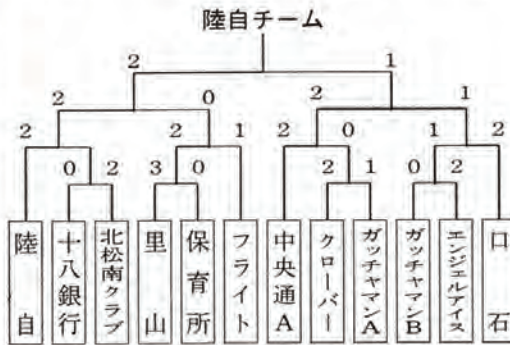 陸自チーム
2 1
2 0 2 1
2 2 1 2 0 1 2
0 2 3 0 2 1 0 2
陸自
十八銀行
北松南クラブ
里山
保育所
フライト
中央通A
クローバー
ガッチャマンA
ガッチャマンB
エンジェルアイス
口石